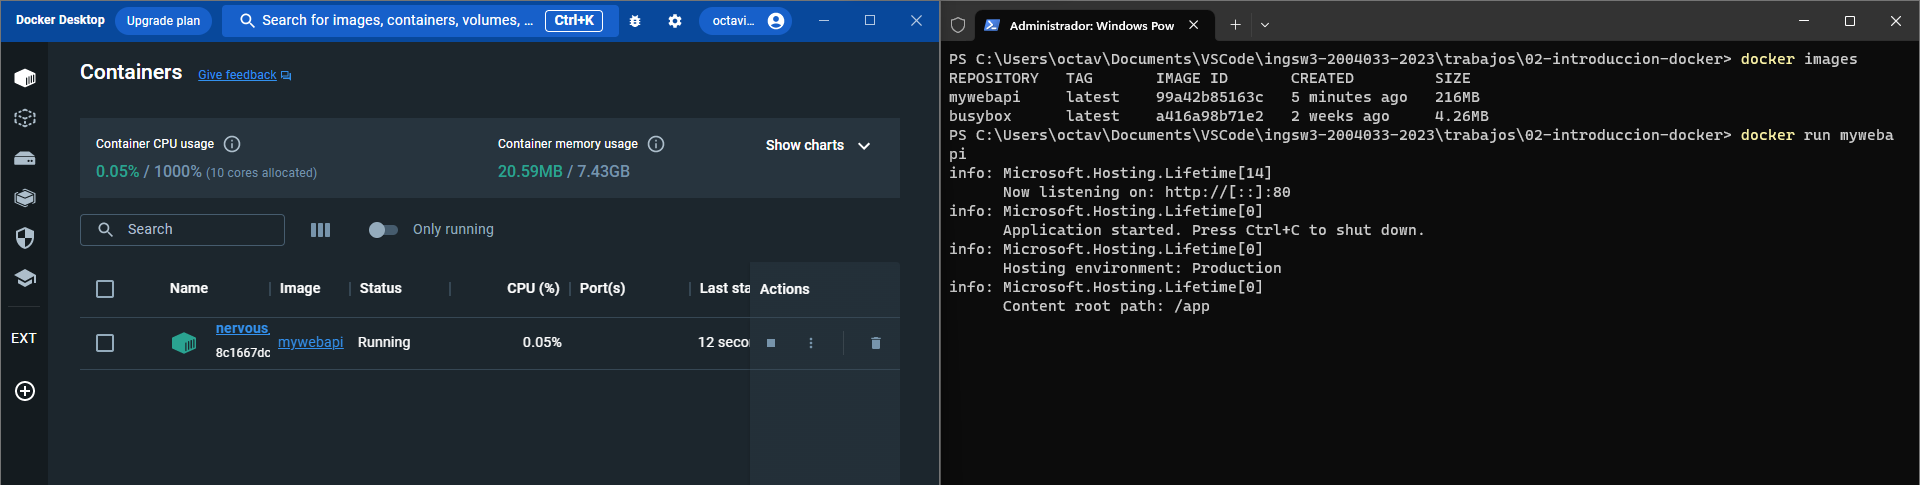 Docker Desktop
Upgrade plan
Search for images, containers, volumes, ...
Ctrl+K
octavi...
Containers
Give feedback
Container CPU usage
0.05% / 1000% (10 cores allocated)
Container memory usage
20.59MB / 7.43GB
Show charts
Search
Only running
Name Image Status CPU (%) Port(s) Last sta Actions
nervous_
8c1667dc
mywebapi Running 0.05% 12 seco
EXT
Administrador: Windows Pow
PS C:\Users\octav\Documents\VSCode\ingsw3-2004033-2023\trabajos\02-introduccion-docker> docker images
REPOSITORY TAG IMAGE ID CREATED SIZE
mywebapi latest 99a42b85163c 5 minutes ago 216MB
busybox latest a416a98b71e2 2 weeks ago 4.26MB
PS C:\Users\octav\Documents\VSCode\ingsw3-2004033-2023\trabajos\02-introduccion-docker> docker run myweba
pi
info: Microsoft.Hosting.Lifetime[14]
Now listening on: http://[::]:80
info: Microsoft.Hosting.Lifetime[0]
Application started. Press Ctrl+C to shut down.
info: Microsoft.Hosting.Lifetime[0]
Hosting environment: Production
info: Microsoft.Hosting.Lifetime[0]
Content root path: /app